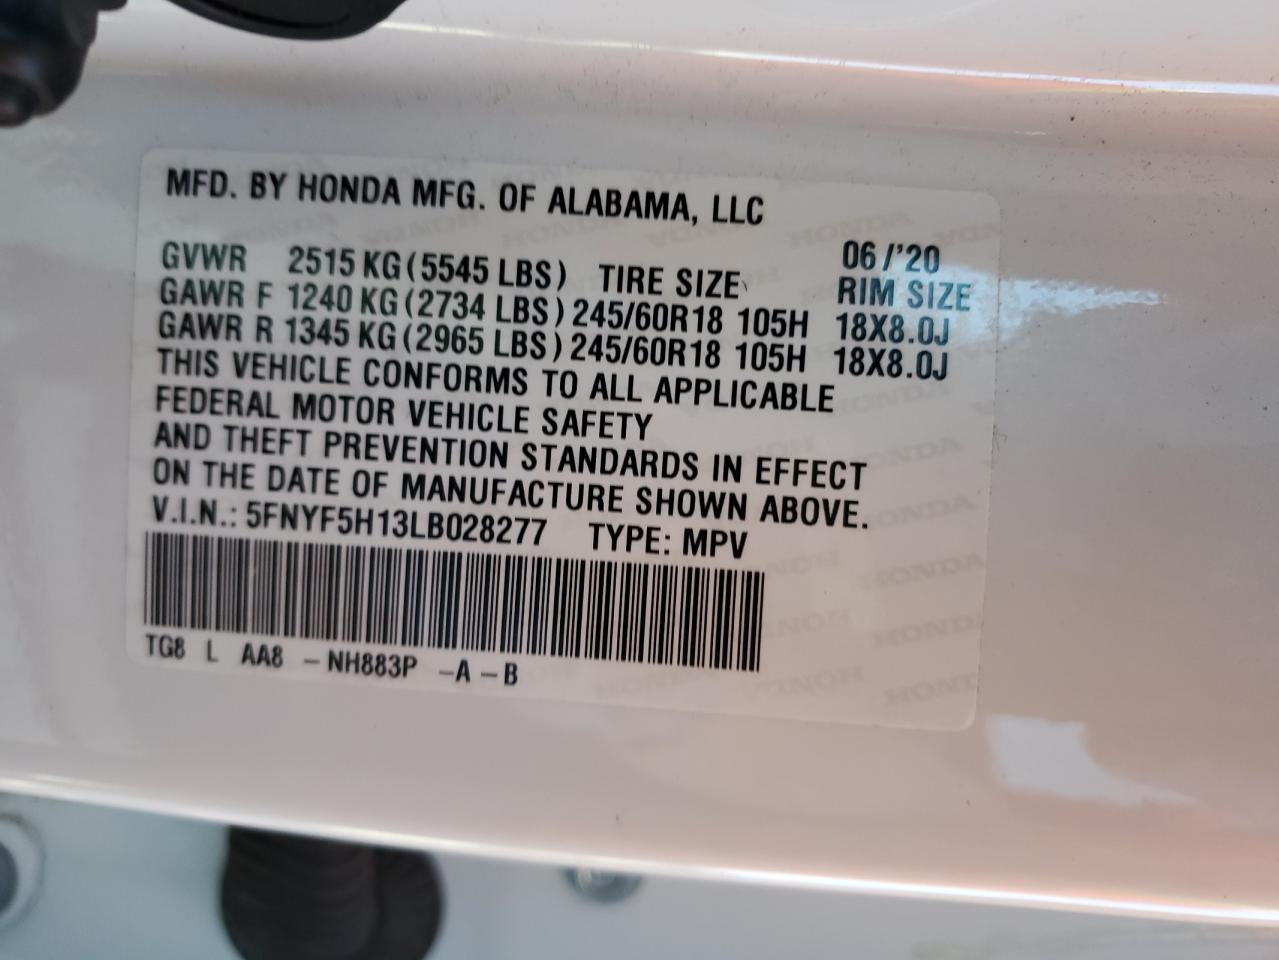 MFD. BY HONDA MFG. OF ALABAMA, LLC
06/'20
GVWR 2515 KG (5545 LBS) TIRE SIZE RIM SIZE
GAWR F 1240 KG (2734 LBS) 245/60R18 105H 18X8.0J
GAWR R 1345 KG (2965 LBS) 245/60R18 105H 18X8.0J
THIS VEHICLE CONFORMS TO ALL APPLICABLE
FEDERAL MOTOR VEHICLE SAFETY
AND THEFT PREVENTION STANDARDS IN EFFECT
ON THE DATE OF MANUFACTURE SHOWN ABOVE.
V.I.N.: 5FNYF5H13LB028277 TYPE: MPV
TG8 L AA8 -NH883P -A-B